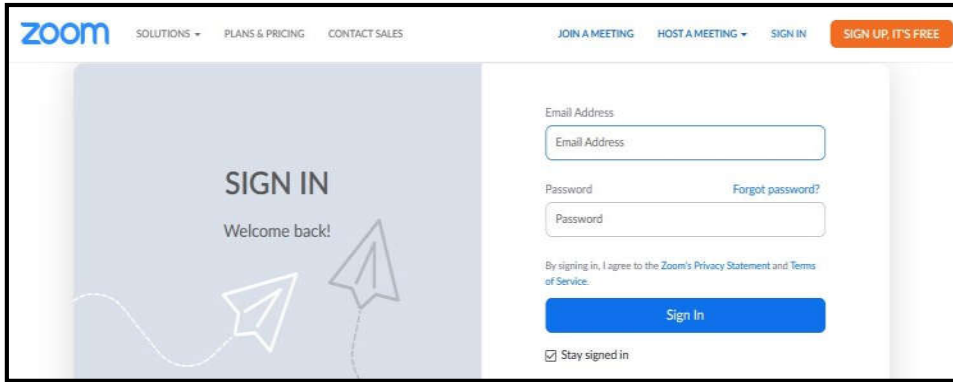 zoom SOLUTIONS PLANS & PRICING CONTACT SALES JOIN A MEETING HOST A MEETING SIGN IN SIGN UP, IT'S FREE
SIGN IN
Welcome back!
Email Address
Email Address
Password Forgot password?
Password
By signing in, I agree to the Zoom's Privacy Statement and Terms
of Service.
Sign In
Stay signed in